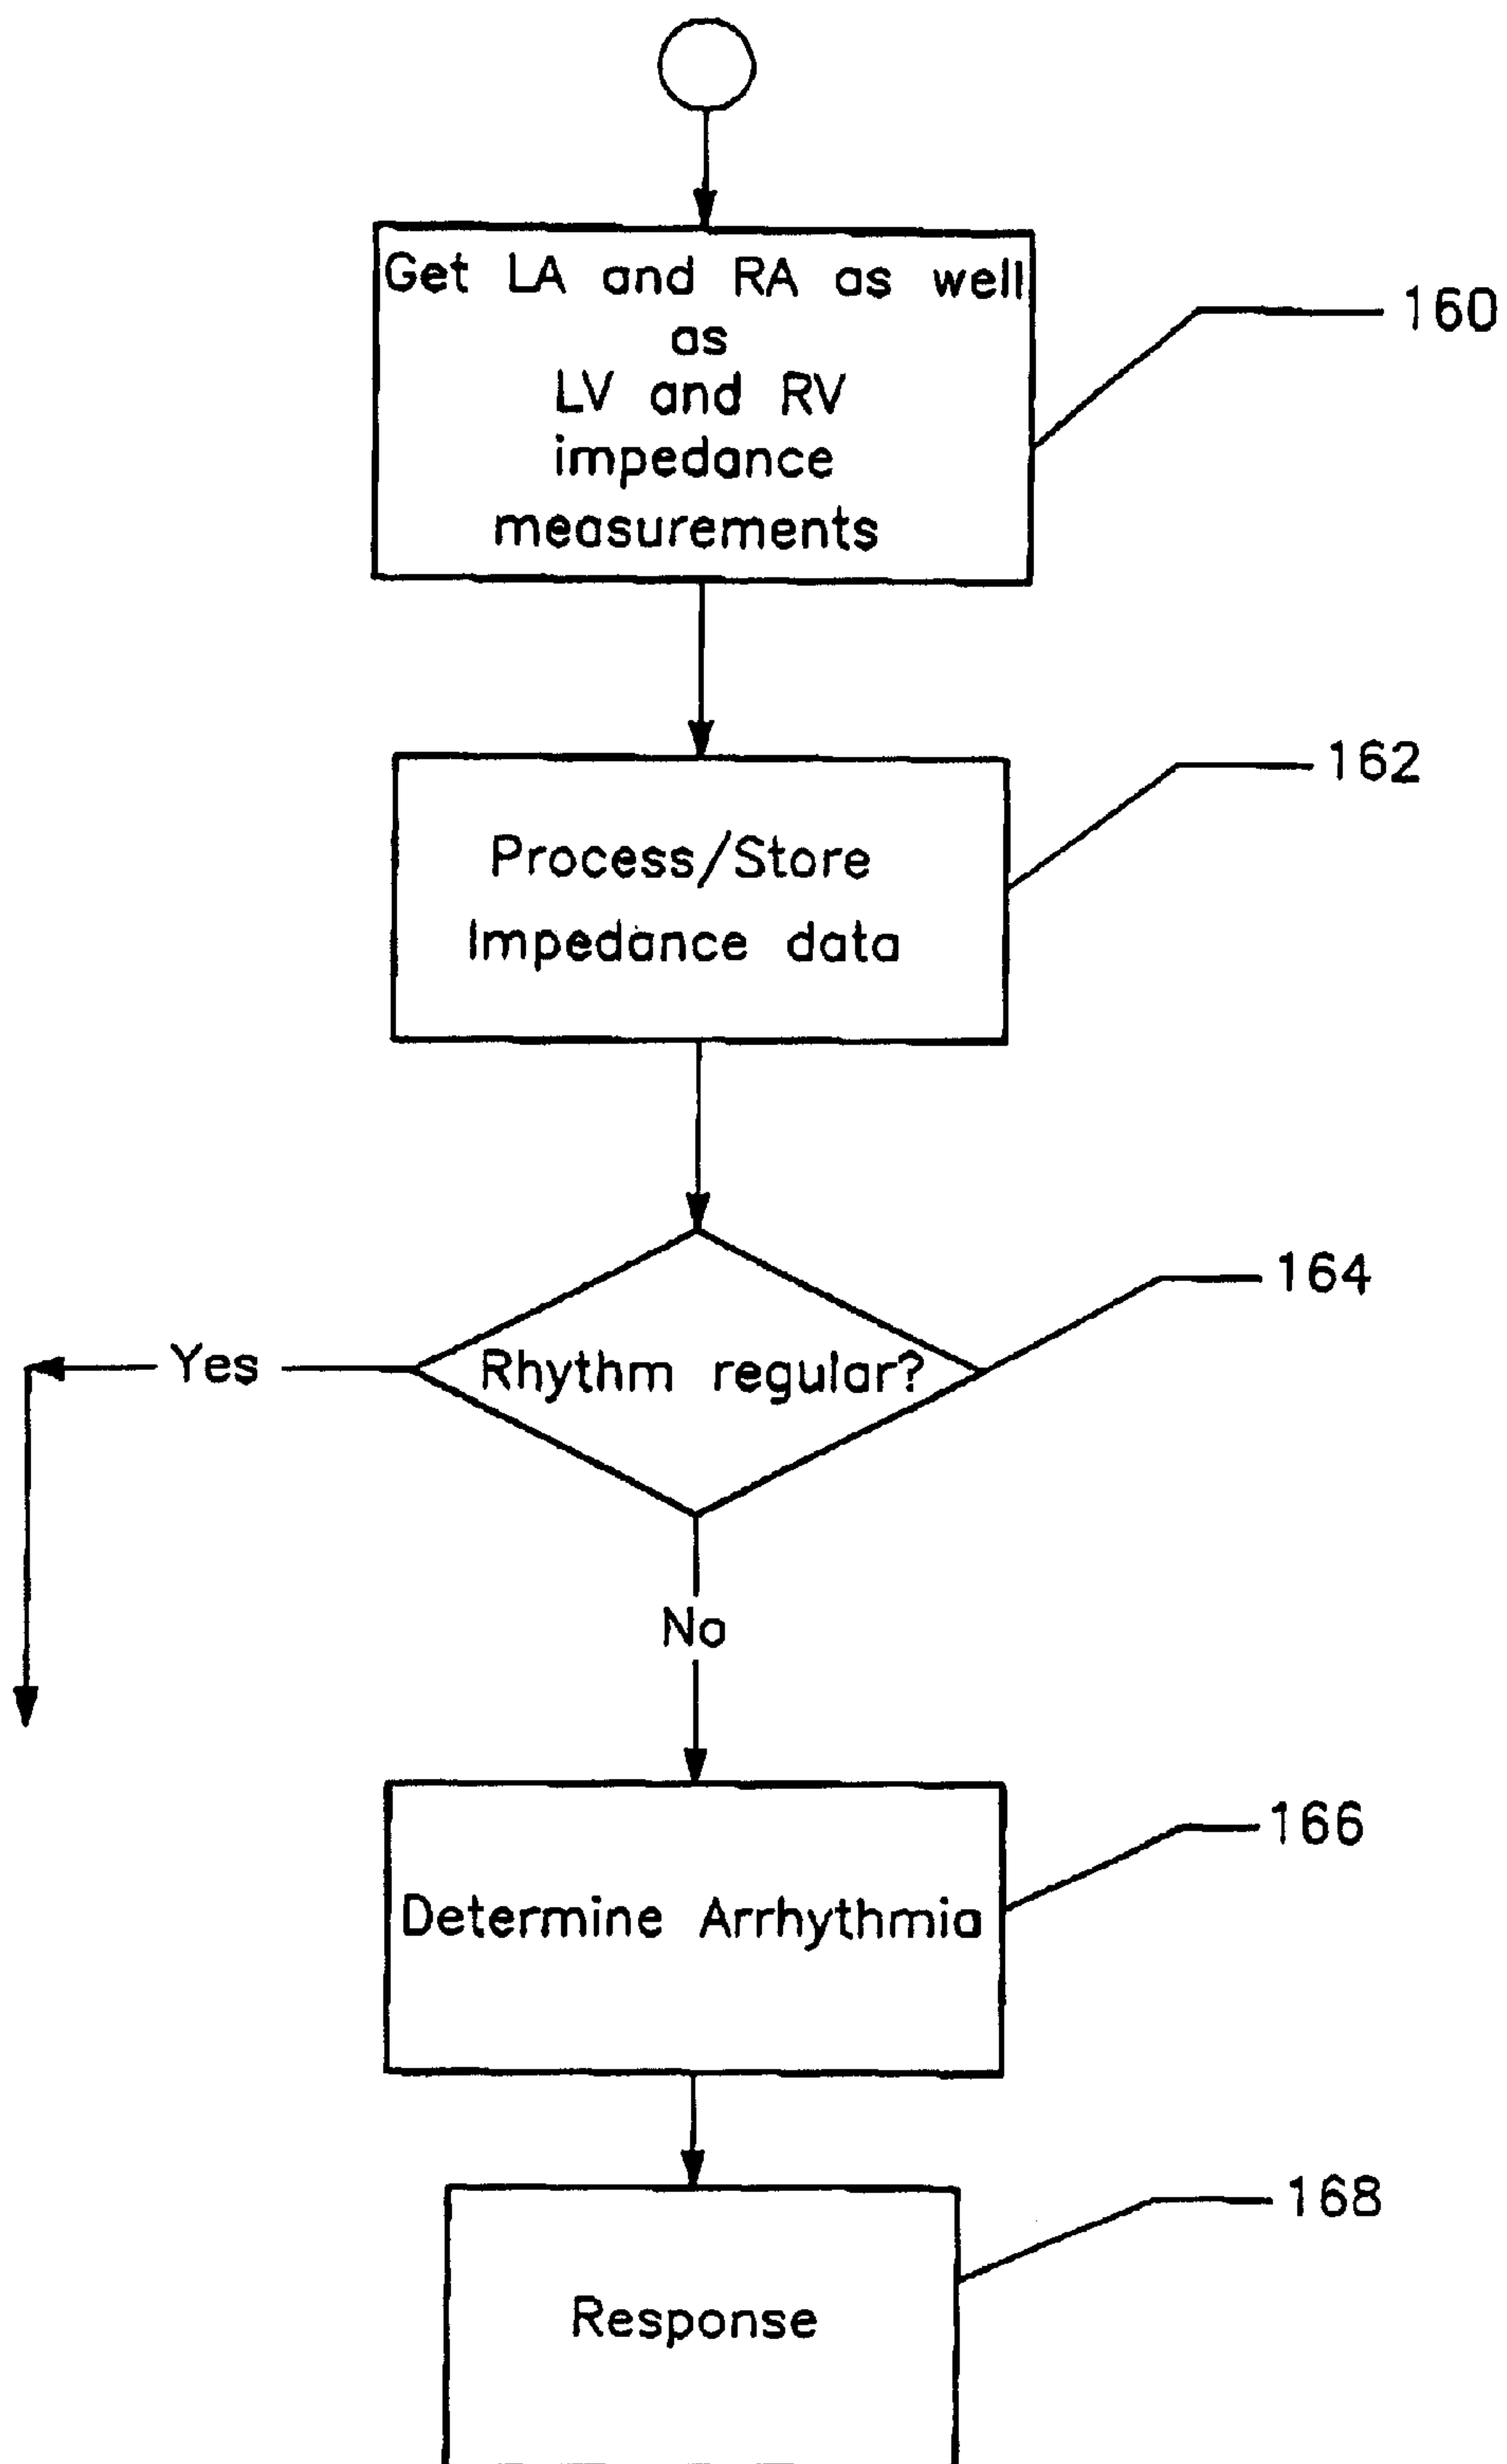 Get LA and RA as well
as
LV and RV
impedance
measurements
160
Process/Store
Impedance data
162
Rhythm regular?
164
Yes
No
Determine Arrhythmia
166
Response
168